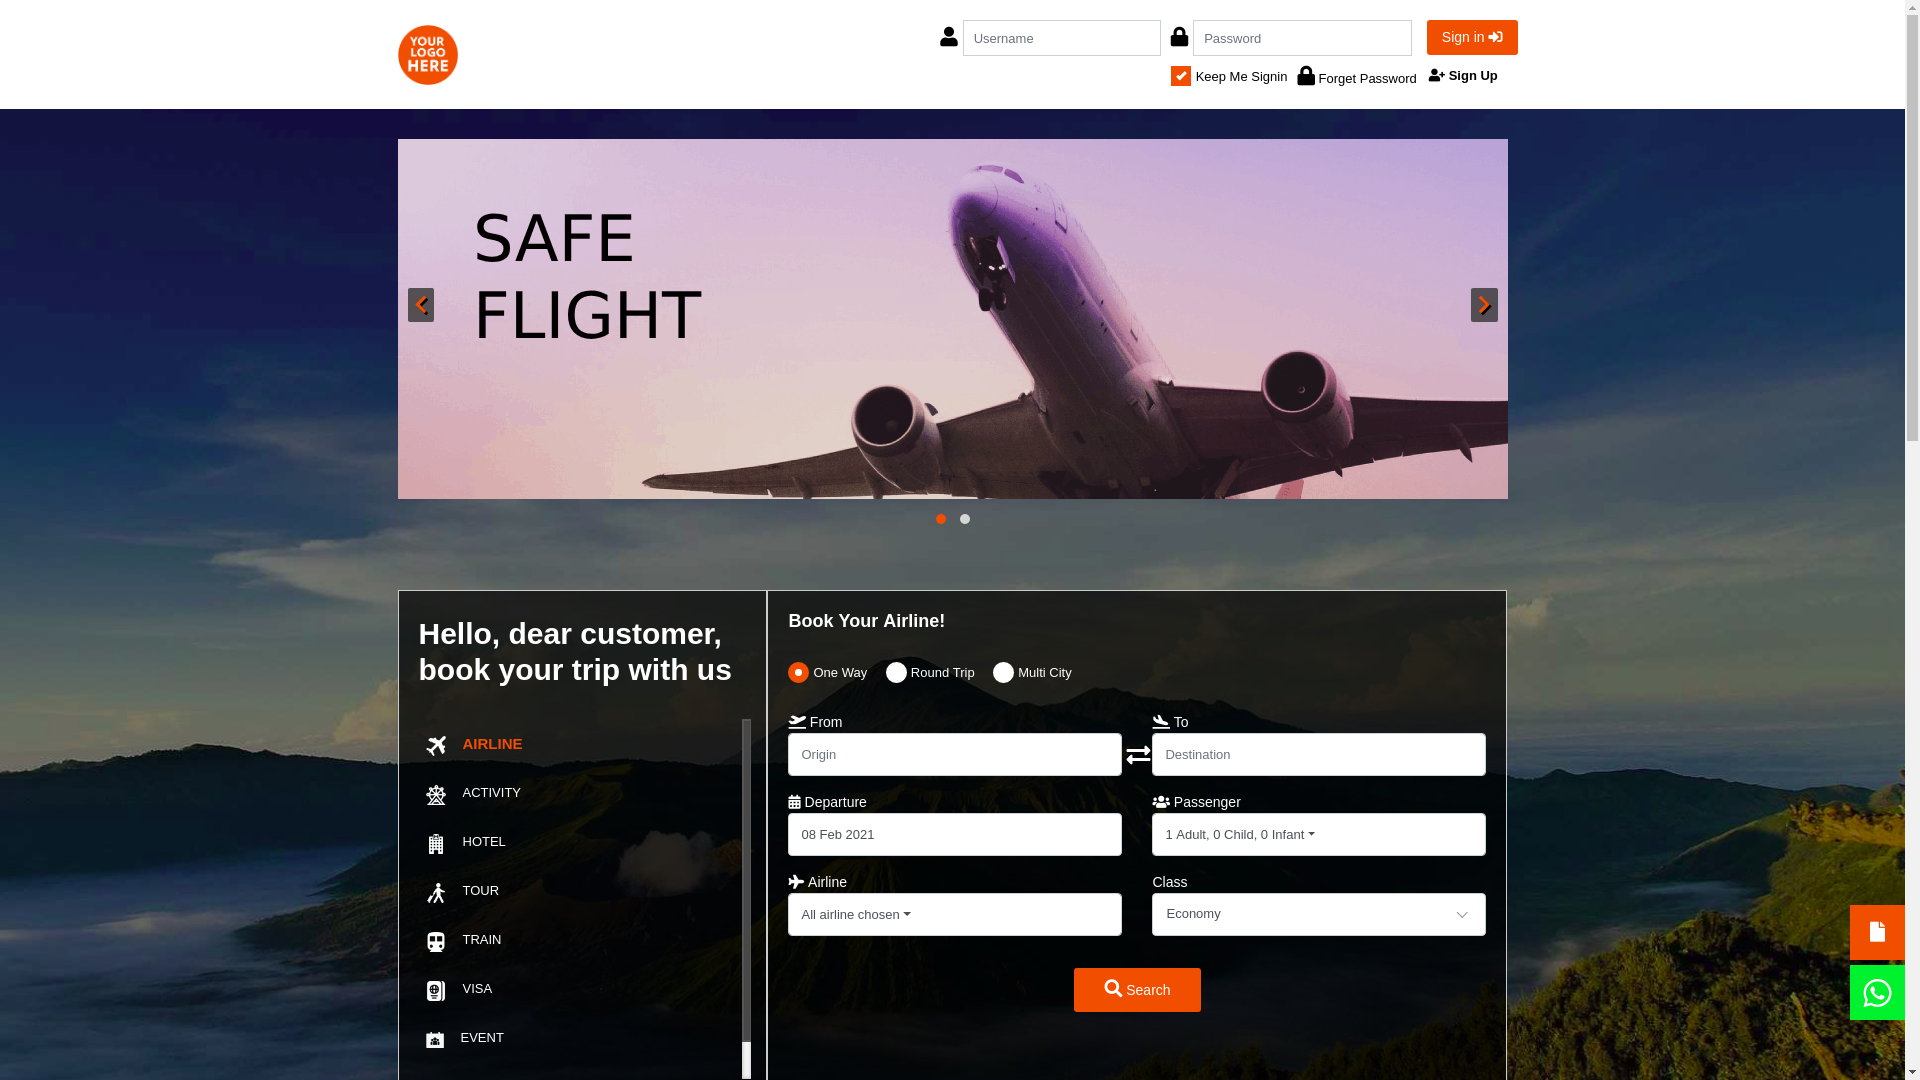 YOUR
LOGO
HERE
Username
Password
Sign in
Keep Me Signin
Forget Password
Sign Up
SAFE
FLIGHT
Hello, dear customer,
book your trip with us
AIRLINE
ACTIVITY
HOTEL
TOUR
TRAIN
VISA
EVENT
Book Your Airline!
One Way
Round Trip
Multi City
From
To
Origin
Destination
Departure
Passenger
08 Feb 2021
1 Adult, 0 Child, 0 Infant
Airline
Class
All airline chosen
Economy
Search